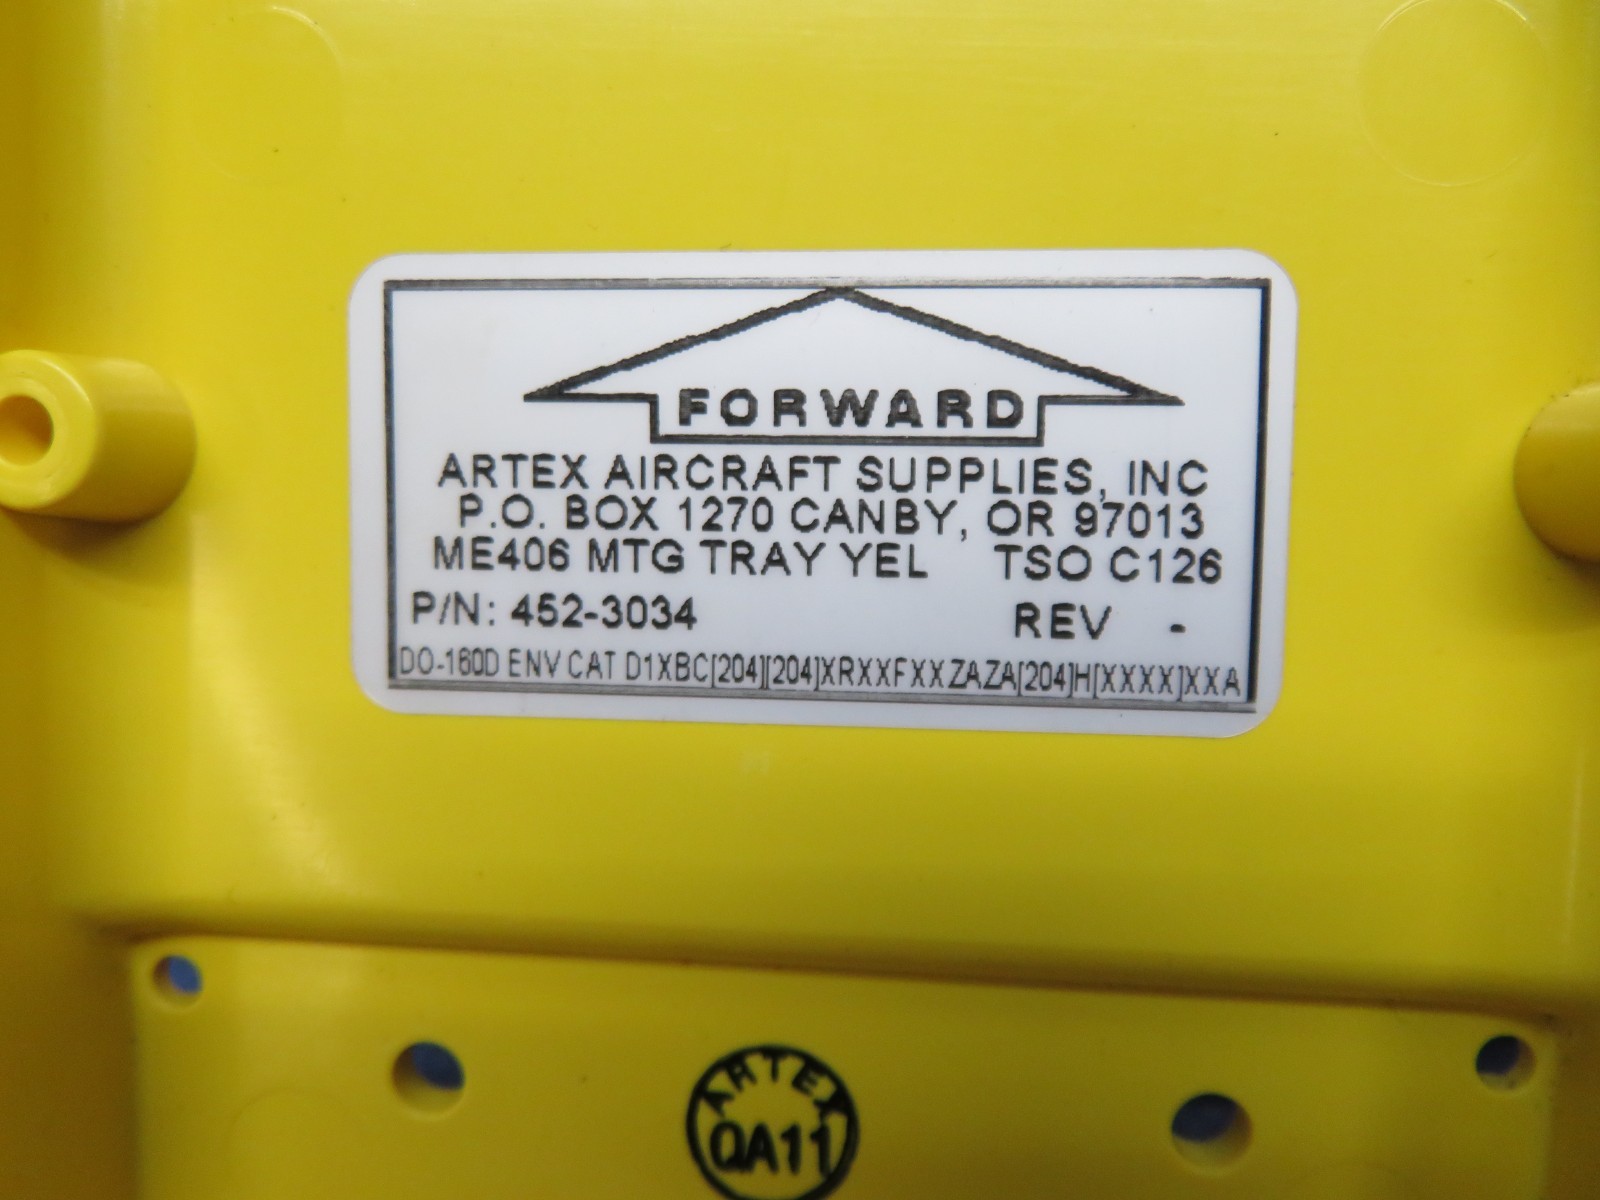 FORWARD
ARTEX AIRCRAFT SUPPLIES, INC
P.O. BOX 1270 CANBY, OR 97013
ME406 MTG TRAY YEL TSO C126
P/N: 452-3034 REV -
DO-160D ENV CAT D1XBC[204][204]XRXXFXXZAZA[204]H[XXXX]XXA
ARTEX
QA11